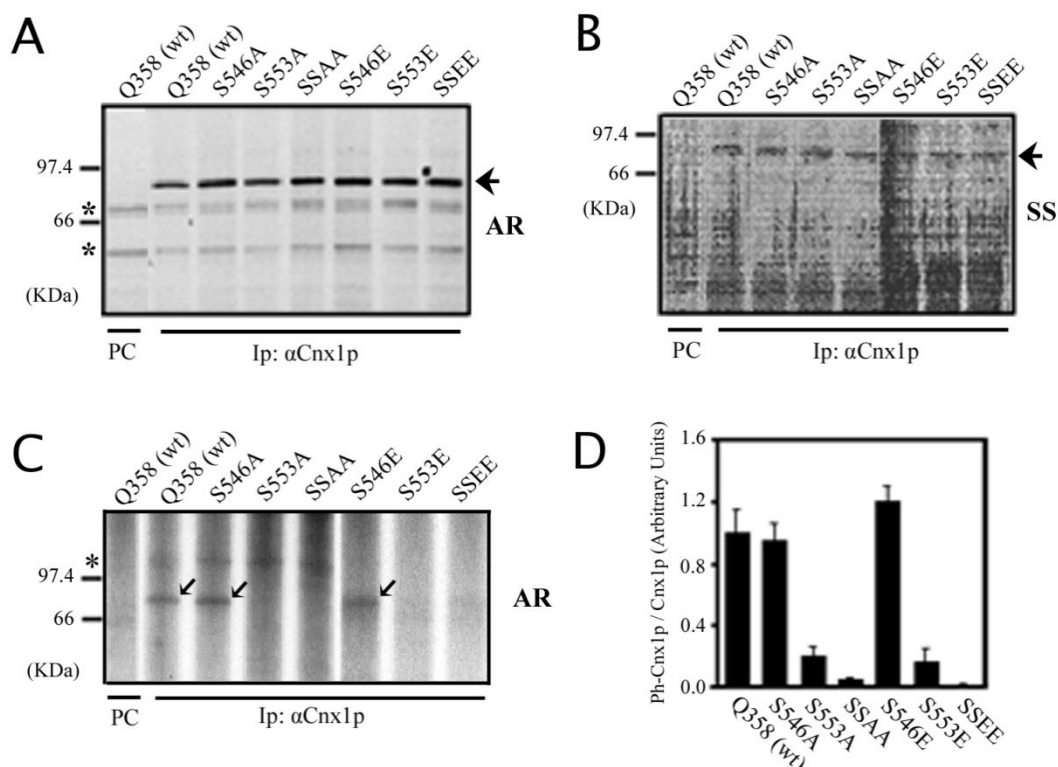 A
Q358 (wt)
Q358 (wt)
S546A
S553A
SSAA
S546E
S553E
SSEE
97.4
*
66
*
(KDa)
AR
PC
Ip: αCnx1p
B
Q358 (wt)
Q358 (wt)
S546A
S553A
SSAA
S546E
S553E
SSEE
97.4
66
(KDa)
SS
PC
Ip: αCnx1p
C
Q358 (wt)
Q358 (wt)
S546A
S553A
SSAA
S546E
S553E
SSEE
*
97.4
66
(KDa)
AR
PC
Ip: αCnx1p
D
Ph-Cnx1p / Cnx1p (Arbitrary Units)
1.6
1.2
0.8
0.4
0.0
Q358 (wt)
S546A
S553A
SSAA
S546E
S553E
SSEE